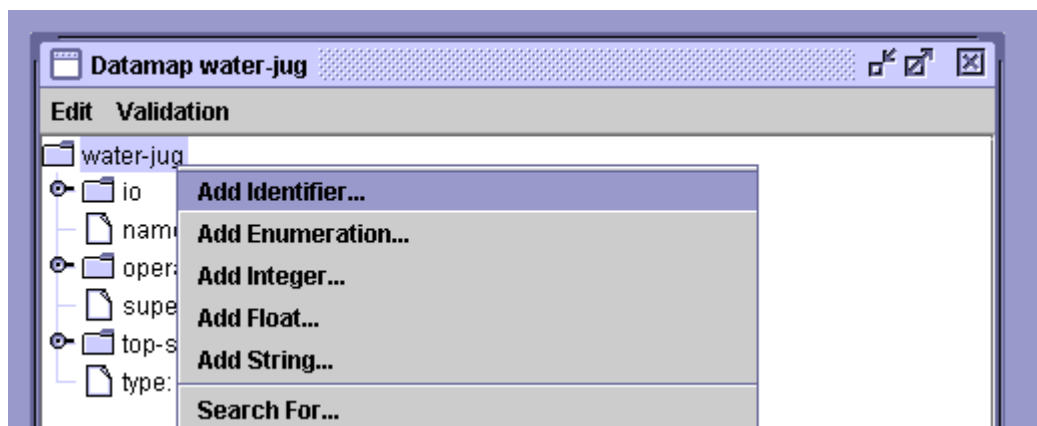 Datamap water-jug
Edit Validation
water-jug
io
Add Identifier...
Add Enumeration...
Add Integer...
Add Float...
Add String...
type:
Search For...